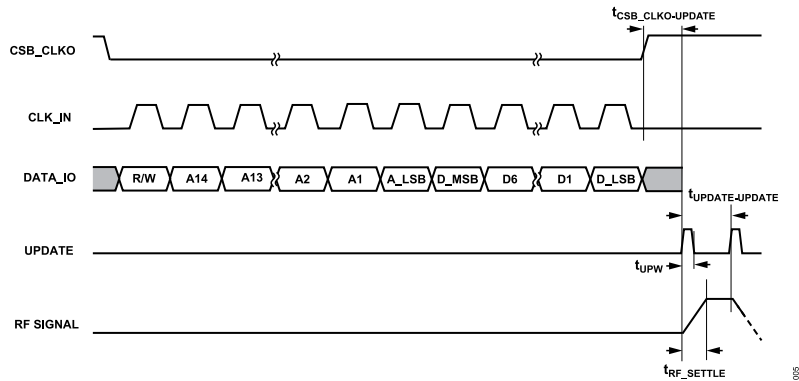 tCSB_CLKO-UPDATE
CSB_CLKO
CLK_IN
DATA_IO R/W A14 A13 A2 A1 A_LSB D_MSB D6 D1 D_LSB
tUPDATE-UPDATE
UPDATE
tUPW
RF SIGNAL
tRF_SETTLE
005